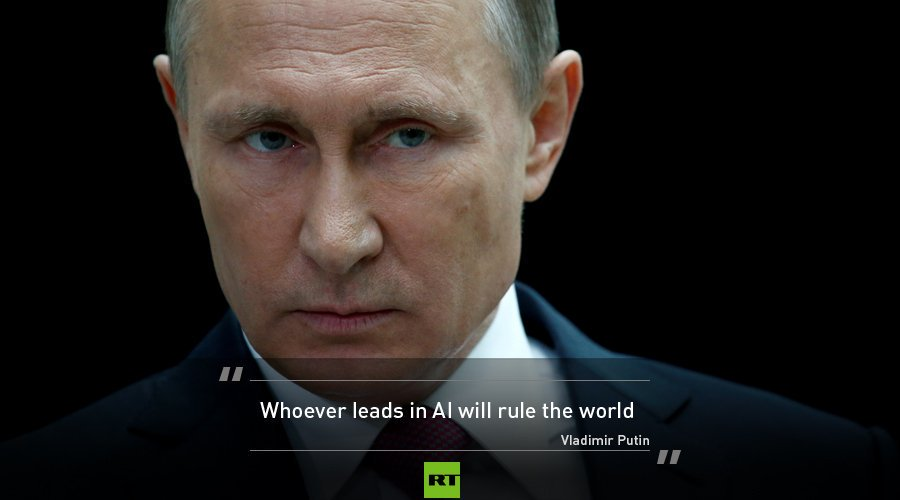 "
Whoever leads in AI will rule the world
Vladimir Putin
"
RT